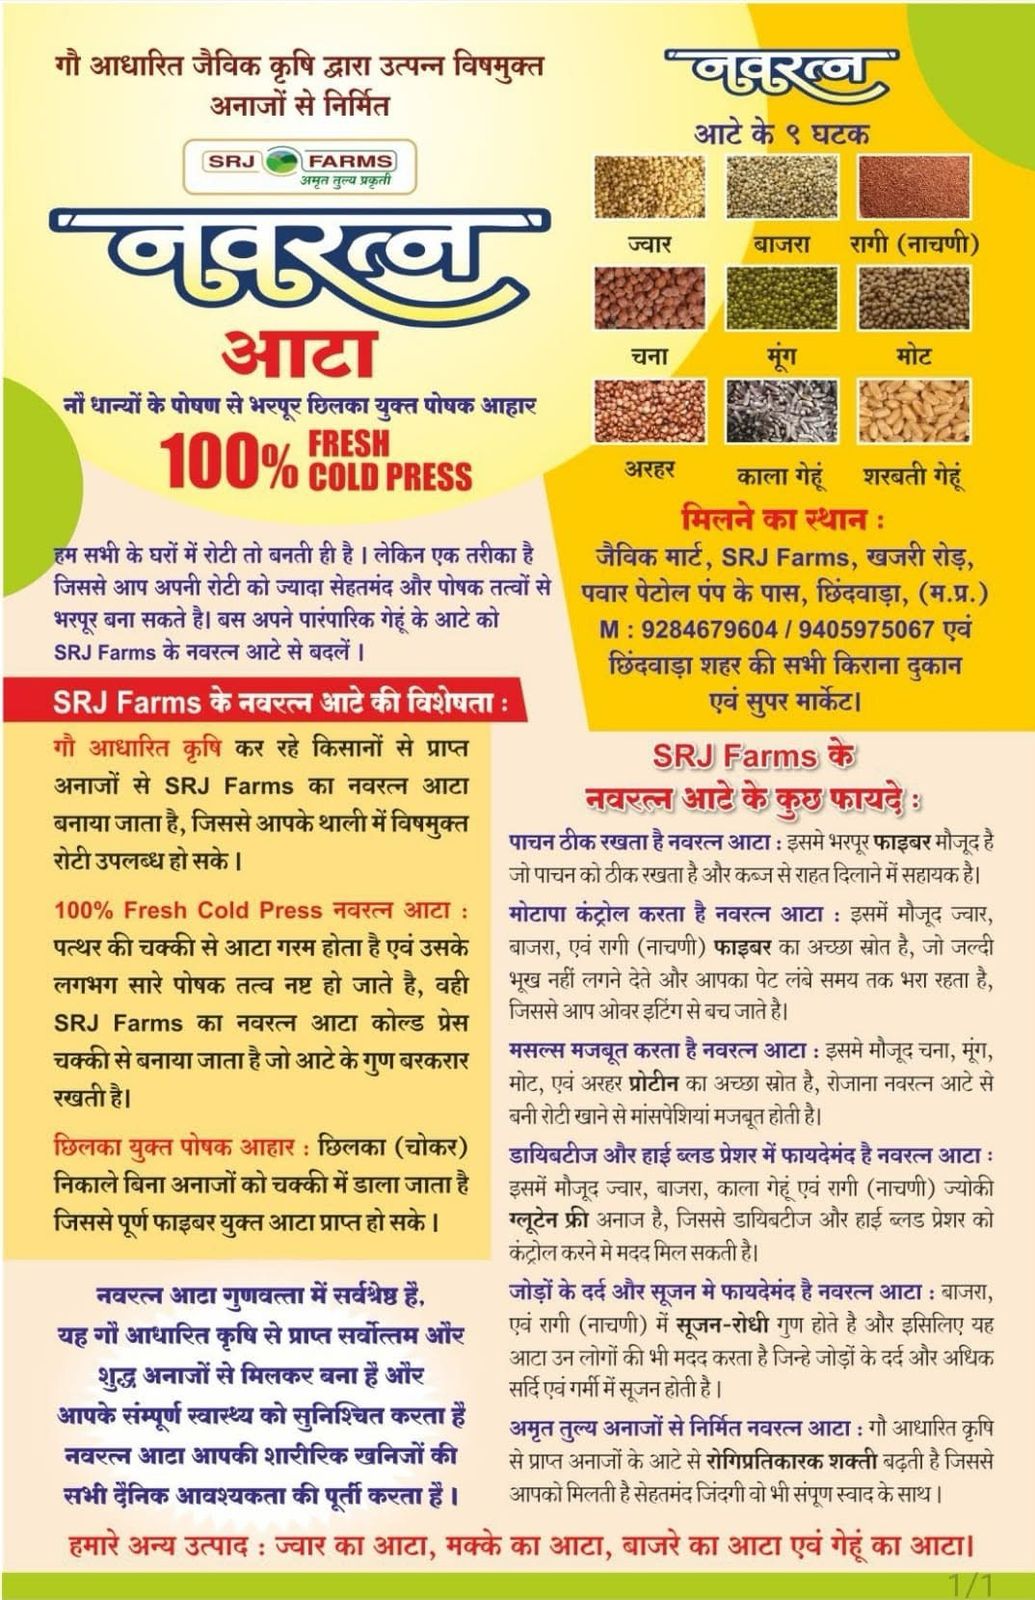 गौ आधारित जैविक कृषि द्वारा उत्पन्न विषमुक्त
अनाजों से निर्मित
SRJ FARMS
अमृत तुल्य प्रकृती
नवरत्न
आटा
नौ धान्यों के पोषण से भरपूर छिलका युक्त पोषक आहार
100% FRESH
COLD PRESS
हम सभी के घरों में रोटी तो बनती ही है | लेकिन एक तरीका है
जिससे आप अपनी रोटी को ज्यादा सेहतमंद और पोषक तत्वों से
भरपूर बना सकते है। बस अपने पारंपारिक गेहूं के आटे को
SRJ Farms के नवरत्न आटे से बदलें |
SRJ Farms के नवरत्न आटे की विशेषता :
गौ आधारित कृषि कर रहे किसानों से प्राप्त
अनाजों से SRJ Farms का नवरत्न आटा
बनाया जाता है, जिससे आपके थाली में विषमुक्त
रोटी उपलब्ध हो सके |
100% Fresh Cold Press नवरत्न आटा :
पत्थर की चक्की से आटा गरम होता है एवं उसके
लगभग सारे पोषक तत्व नष्ट हो जाते है, वही
SRJ Farms का नवरत्न आटा कोल्ड प्रेस
चक्की से बनाया जाता है जो आटे के गुण बरकरार
रखती है।
छिलका युक्त पोषक आहार : छिलका (चोकर)
निकाले बिना अनाजों को चक्की में डाला जाता है
जिससे पूर्ण फाइबर युक्त आटा प्राप्त हो सके |
नवरत्न आटा गुणवत्ता में सर्वश्रेष्ठ है,
यह गौ आधारित कृषि से प्राप्त सर्वोत्तम और
शुद्ध अनाजों से मिलकर बना है और
आपके संम्पूर्ण स्वास्थ्य को सुनिश्चित करता है
नवरत्न आटा आपकी शारीरिक खनिजों की
सभी दैनिक आवश्यकता की पूर्ती करता है |
नवरत्न
आटे के ९ घटक
ज्वार बाजरा रागी (नाचणी)
चना मूंग मोट
अरहर काला गेहूं शरबती गेहूं
मिलने का स्थान :
जैविक मार्ट, SRJ Farms, खजरी रोड़,
पवार पेटोल पंप के पास, छिंदवाड़ा, (म.प्र.)
M : 9284679604 / 9405975067 एवं
छिंदवाड़ा शहर की सभी किराना दुकान
एवं सुपर मार्केट।
SRJ Farms के
नवरत्न आटे के कुछ फायदे :
पाचन ठीक रखता है नवरत्न आटा : इसमे भरपूर फाइबर मौजूद है
जो पाचन को ठीक रखता है और कब्ज से राहत दिलाने में सहायक है।
मोटापा कंट्रोल करता है नवरत्न आटा : इसमें मौजूद ज्वार,
बाजरा, एवं रागी (नाचणी) फाइबर का अच्छा स्रोत है, जो जल्दी
भूख नहीं लगने देते और आपका पेट लंबे समय तक भरा रहता है,
जिससे आप ओवर इटिंग से बच जाते है।
मसल्स मजबूत करता है नवरत्न आटा : इसमे मौजूद चना, मूंग,
मोट, एवं अरहर प्रोटीन का अच्छा स्रोत है, रोजाना नवरत्न आटे से
बनी रोटी खाने से मांसपेशियां मजबूत होती है।
डायिबटीज और हाई ब्लड प्रेशर में फायदेमंद है नवरत्न आटा :
इसमें मौजूद ज्वार, बाजरा, काला गेहूं एवं रागी (नाचणी) ज्योकी
ग्लूटेन फ्री अनाज है, जिससे डायिबटीज और हाई ब्लड प्रेशर को
कंट्रोल करने मे मदद मिल सकती है।
जोड़ों के दर्द और सूजन मे फायदेमंद है नवरत्न आटा : बाजरा,
एवं रागी (नाचणी) में सूजन-रोधी गुण होते है और इसिलिए यह
आटा उन लोगों की भी मदद करता है जिन्हे जोड़ों के दर्द और अधिक
सर्दि एवं गर्मी में सूजन होती है |
अमृत तुल्य अनाजों से निर्मित नवरत्न आटा : गौ आधारित कृषि
से प्राप्त अनाजों के आटे से रोगिप्रतिकारक शक्ती बढ़ती है जिससे
आपको मिलती है सेहतमंद जिंदगी वो भी संपूण स्वाद के साथ |
हमारे अन्य उत्पाद : ज्वार का आटा, मक्के का आटा, बाजरे का आटा एवं गेहूं का आटा।
1/1